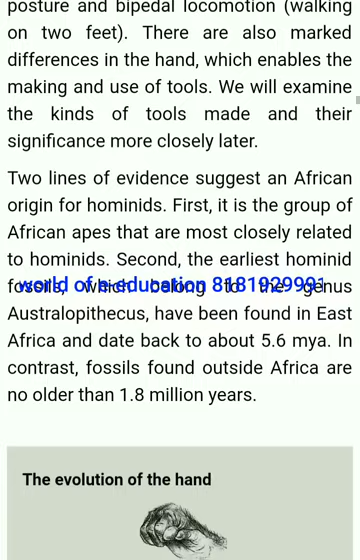 posture and bipedal locomotion (walking
on two feet). There are also marked
differences in the hand, which enables the
making and use of tools. We will examine
the kinds of tools made and their
significance more closely later.
Two lines of evidence suggest an African
origin for hominids. First, it is the group of
African apes that are most closely related
to hominids. Second, the earliest hominid
fossils, which belong to the genus
world of e-education 8181929991
Australopithecus, have been found in East
Africa and date back to about 5.6 mya. In
contrast, fossils found outside Africa are
no older than 1.8 million years.
The evolution of the hand